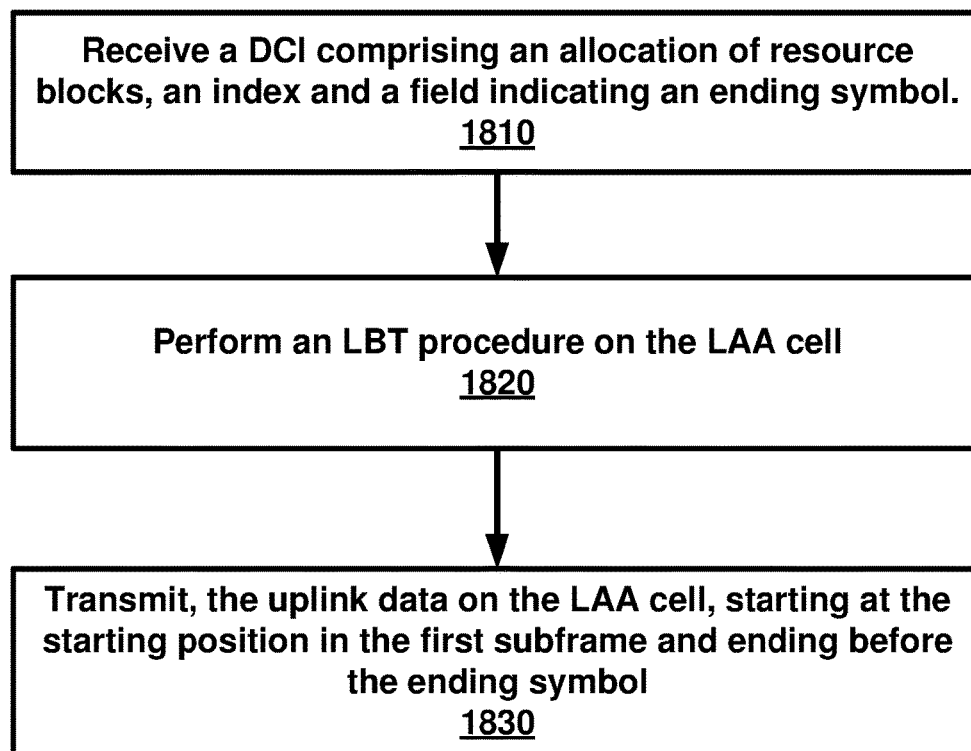 Receive a DCI comprising an allocation of resource
blocks, an index and a field indicating an ending symbol.
1810
Perform an LBT procedure on the LAA cell
1820
Transmit, the uplink data on the LAA cell, starting at the
starting position in the first subframe and ending before
the ending symbol
1830